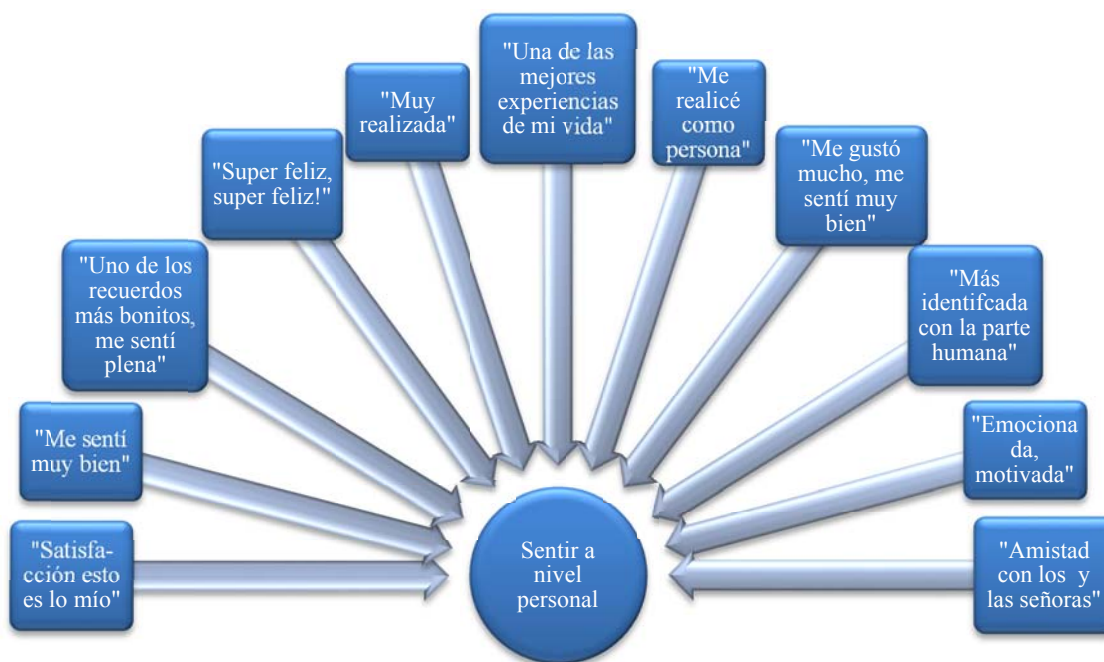 "Satisfa-
cción esto
es lo mío"
"Me sentí
muy bien"
"Uno de los
recuerdos
más bonitos,
me sentí
plena"
"Super feliz,
super feliz!"
"Muy
realizada"
"Una de las
mejores
experiencias
de mi vida"
"Me
realicé
como
persona"
"Me gustó
mucho, me
sentí muy
bien"
"Más
identifcada
con la parte
humana"
"Emociona
da,
motivada"
"Amistad
con los y
las señoras"
Sentir a
nivel
personal